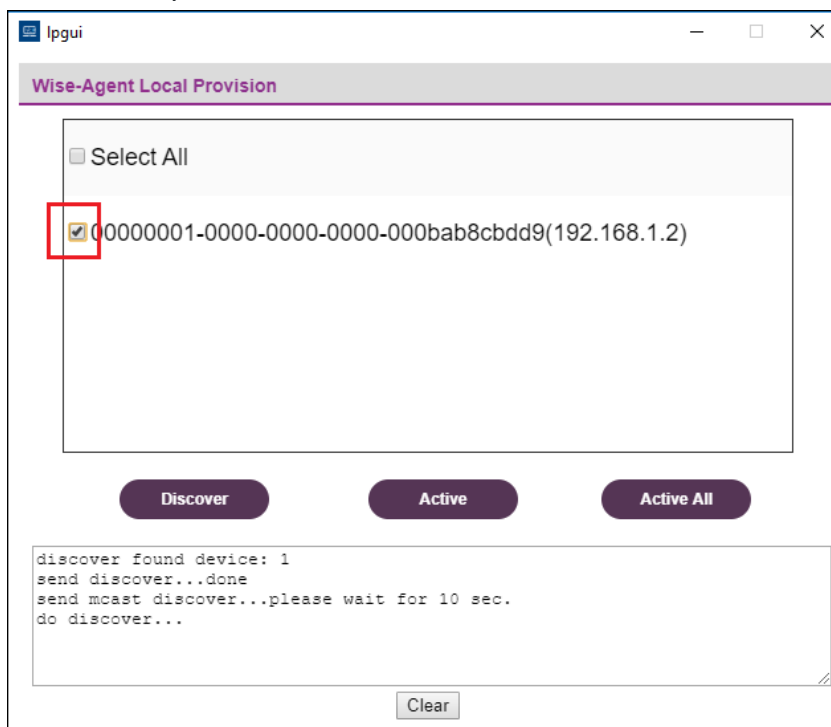 lpgui
Wise-Agent Local Provision
Select All
00000001-0000-0000-0000-000bab8cbdd9(192.168.1.2)
Discover Active Active All
discover found device: 1
send discover...done
send mcast discover...please wait for 10 sec.
do discover...
Clear